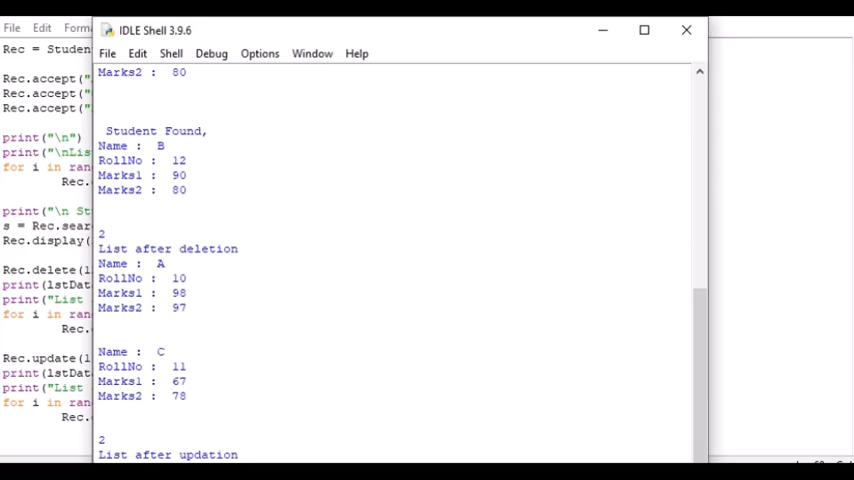 File Edit Forma
Rec = Studen
Rec.accept("
Rec.accept("
Rec.accept("
print("\n")
print("\nLis
for i in ran
Rec.
print("\n St
s = Rec.sear
Rec.display(
Rec.delete(l
print(lstDat
print("List
for i in ran
Rec.
Rec.update(l
print(lstDat
print("List
for i in ran
Rec.
IDLE Shell 3.9.6
File Edit Shell Debug Options Window Help
Marks2 : 80
Student Found,
Name : B
RollNo : 12
Marks1 : 90
Marks2 : 80
2
List after deletion
Name : A
RollNo : 10
Marks1 : 98
Marks2 : 97
Name : C
RollNo : 11
Marks1 : 67
Marks2 : 78
2
List after updation